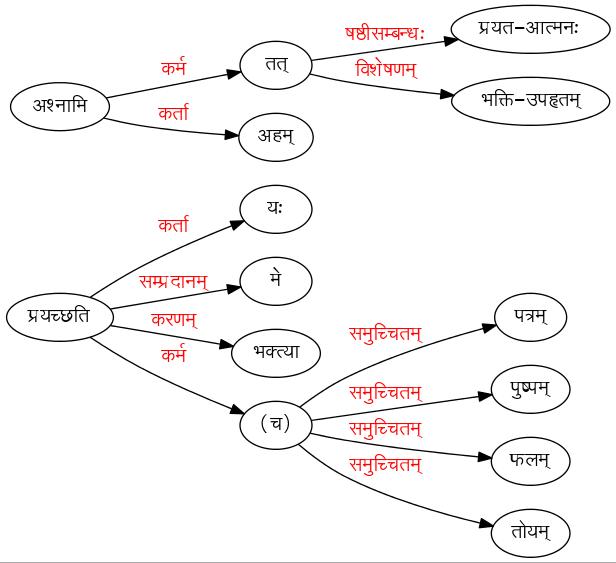 षष्ठीसम्बन्धः
प्रयत-आत्मनः
कर्म
तत्
विशेषणम्
भक्ति-उपहृतम्
अश्नामि
कर्ता
अहम्
यः
कर्ता
सम्प्रदानम्
मे
प्रयच्छति
करणम्
भक्त्या
पत्रम्
समुच्चितम्
कर्म
समुच्चितम्
पुष्पम्
(च)
समुच्चितम्
फलम्
समुच्चितम्
तोयम्